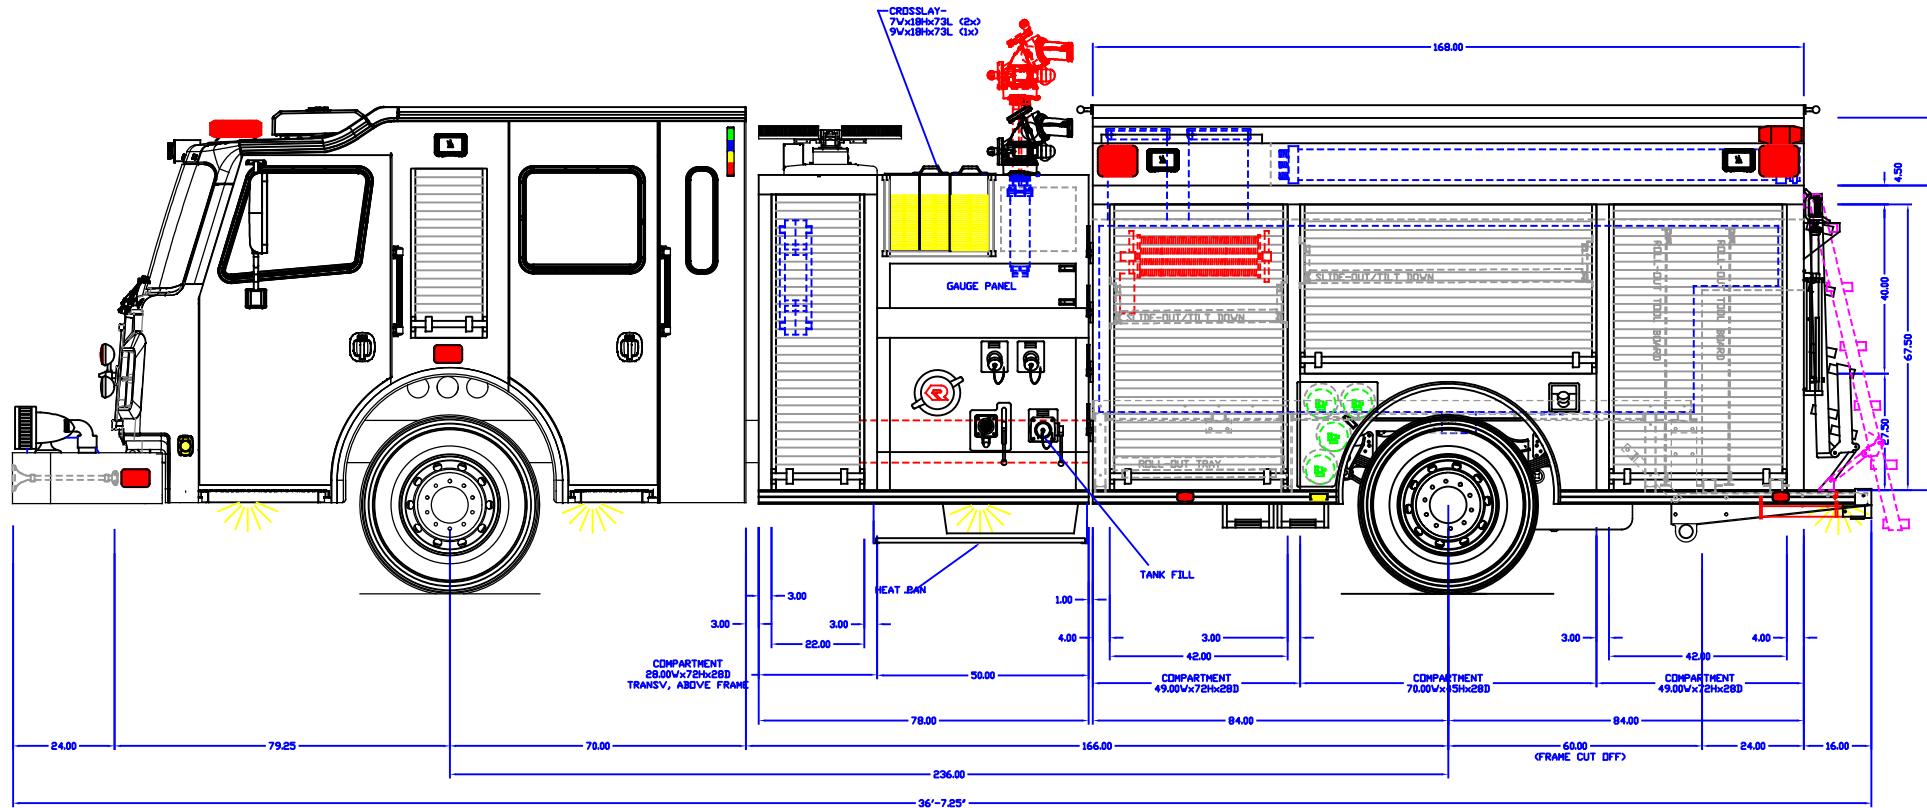 CROSSLAY-
7Wx18Hx73L (2x)
9Wx18Hx73L (1x)
168.00
4.50
GAUGE PANEL
SLIDE-OUT/TILT DOWN
SLIDE-OUT/TILT DOWN
ROLL-OUT TOOL BOARD
ROLL-OUT TOOL BOARD
40.00
67.50
27.50
ROLL-OUT TRAY
TANK FILL
HEAT PAN
3.00
1.00
3.00
3.00
4.00
3.00
3.00
4.00
22.00
42.00
42.00
COMPARTMENT
28.00Wx72Hx28D
TRANSV, ABOVE FRAME
50.00
COMPARTMENT
49.00Wx72Hx28D
COMPARTMENT
70.00Wx45Hx28D
COMPARTMENT
49.00Wx72Hx28D
78.00
84.00
84.00
24.00
79.25
70.00
166.00
60.00
24.00
16.00
(FRAME CUT OFF)
236.00
36'-7.25"